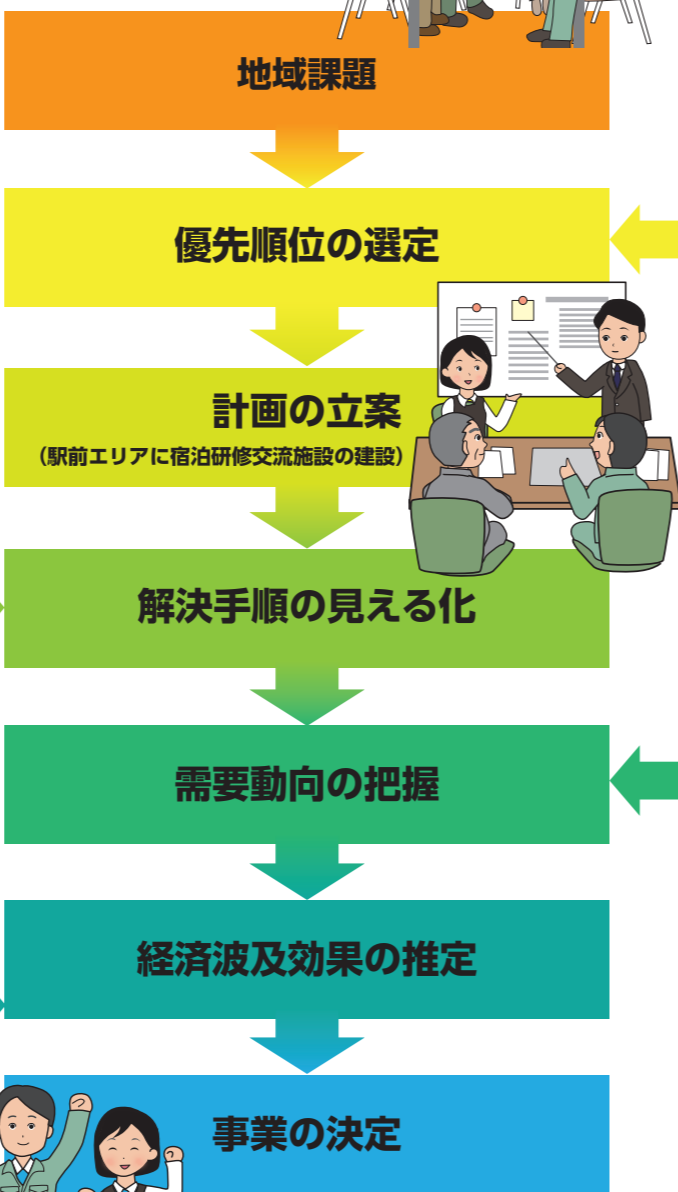 地域課題
優先順位の選定
計画の立案
（駅前エリアに宿泊研修交流施設の建設）
解決手順の見える化
需要動向の把握
経済波及効果の推定
事業の決定